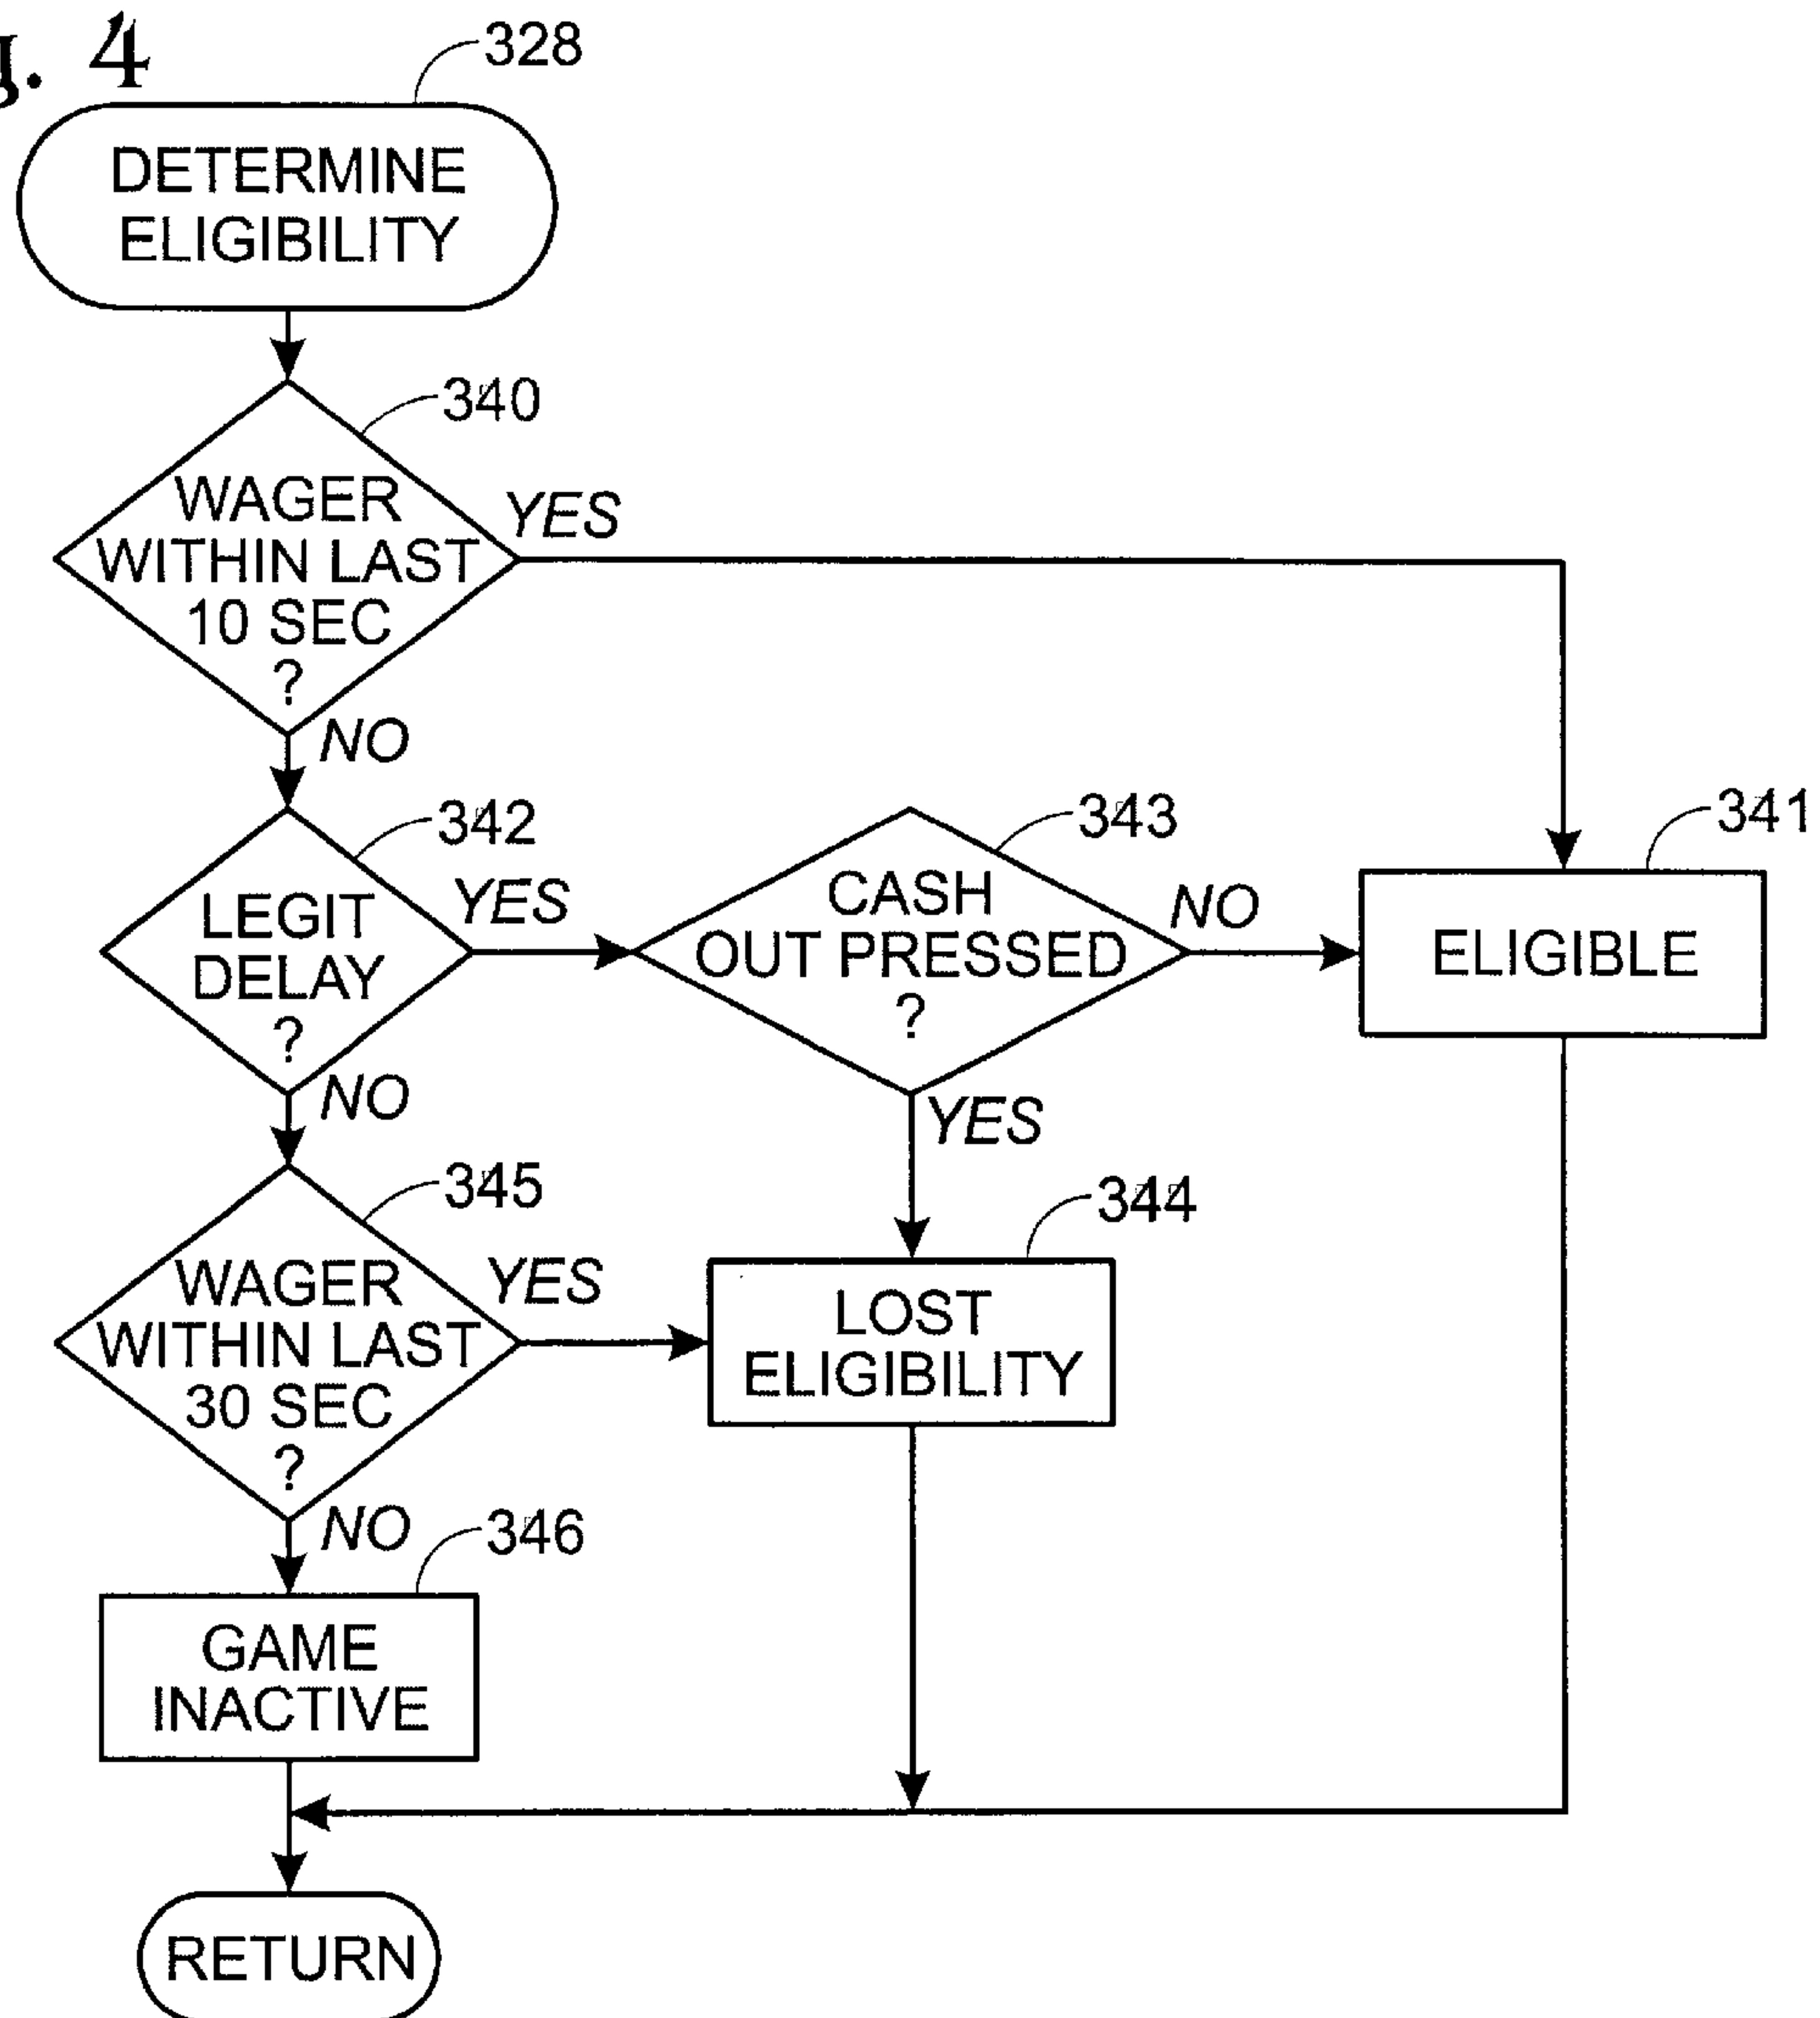 g. 4
328
DETERMINE
ELIGIBILITY
340
WAGER
WITHIN LAST
10 SEC
?
YES
NO
342
LEGIT
DELAY
?
YES
NO
343
CASH
OUT PRESSED
?
NO
YES
341
ELIGIBLE
345
WAGER
WITHIN LAST
30 SEC
?
YES
NO
344
LOST
ELIGIBILITY
346
GAME
INACTIVE
RETURN